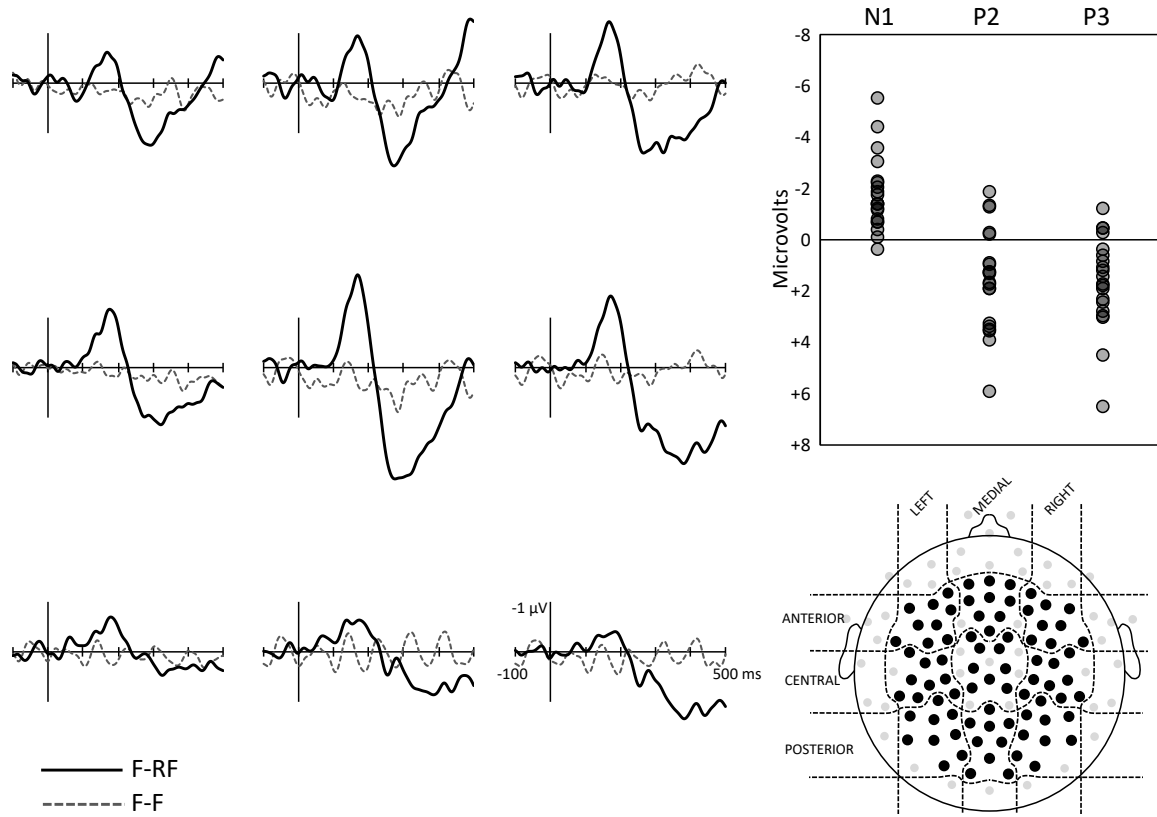 N1 P2 P3
-8
-6
-4
-2
0
+2
+4
+6
+8
Microvolts
LEFT
MEDIAL
RIGHT
ANTERIOR
CENTRAL
POSTERIOR
-1 µV
-100
500 ms
F-RF
F-F